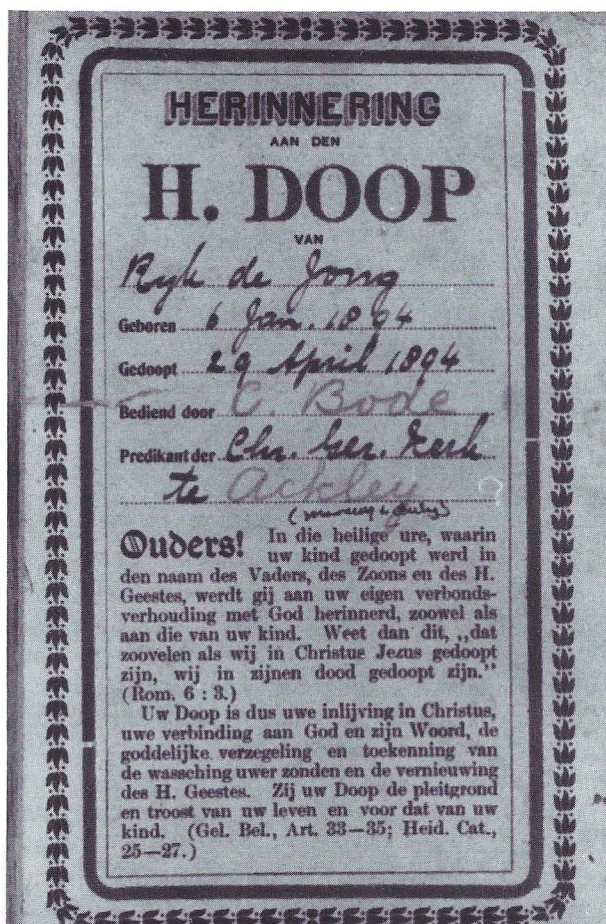 HERINNERING
AAN DEN
H. DOOP
VAN
Ryk de Jong
Geboren 6 Jan. 1894
Gedoopt 29 April 1894
Bediend door C. Bode
Predikant der Chr. Ger. Kerk
te Ackley
Ouders! In die heilige ure, waarin
uw kind gedoopt werd in
den naam des Vaders, des Zoons en des H.
Geestes, werdt gij aan uw eigen verbonds-
verhouding met God herinnerd, zoowel als
aan die van uw kind. Weet dan dit, „dat
zoovelen als wij in Christus Jezus gedoopt
zijn, wij in zijnen dood gedoopt zijn.”
(Rom. 6 : 3.)
Uw Doop is dus uwe inlijving in Christus,
uwe verbinding aan God en zijn Woord, de
goddelijke verzegeling en toekenning van
de wassching uwer zonden en de vernieuwing
des H. Geestes. Zij uw Doop de pleitgrond
en troost van uw leven en voor dat van uw
kind. (Gel. Bel., Art. 33—35; Heid. Cat.,
25—27.)